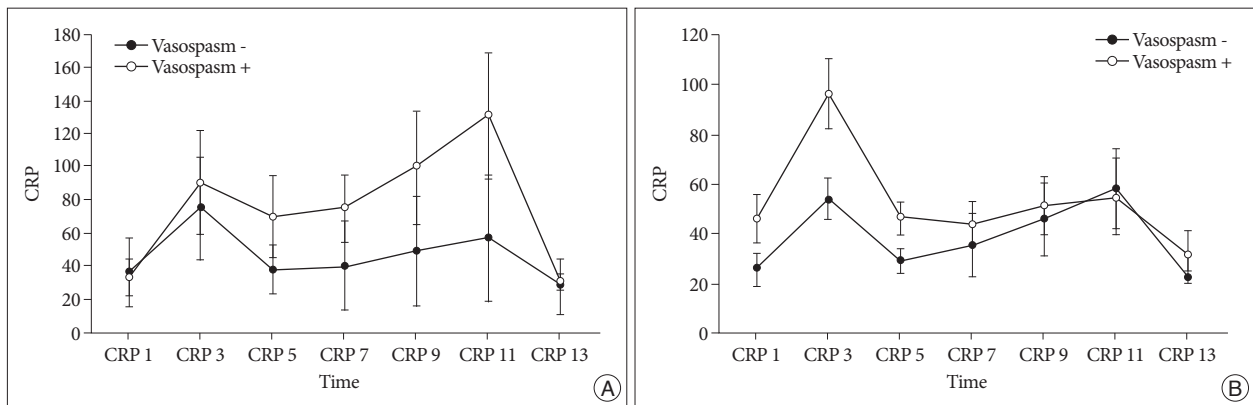 180
160
140
120
100
80
60
40
20
0
CRP
Vasospasm -
Vasospasm +
CRP 1 CRP 3 CRP 5 CRP 7 CRP 9 CRP 11 CRP 13
Time
A
120
100
80
60
40
20
0
CRP
Vasospasm -
Vasospasm +
CRP 1 CRP 3 CRP 5 CRP 7 CRP 9 CRP 11 CRP 13
Time
B